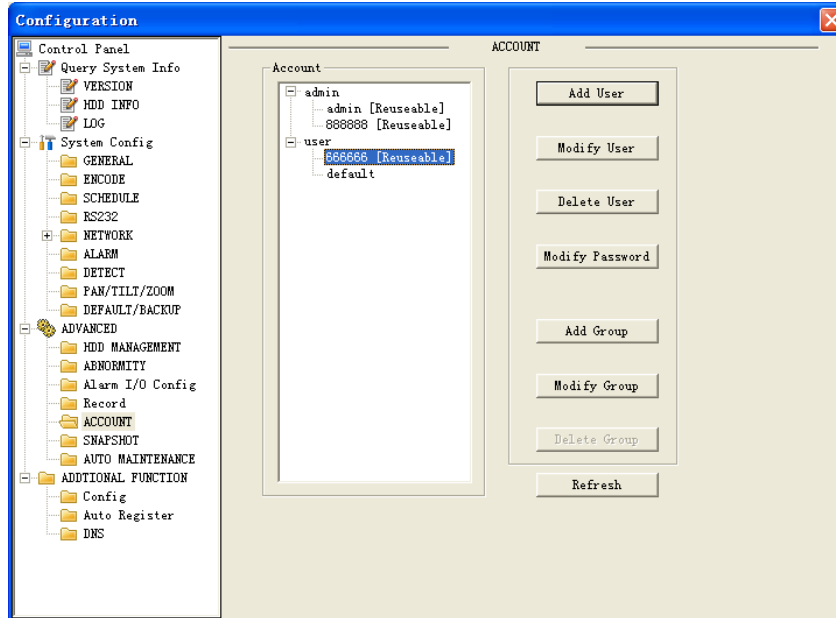 Configuration
Control Panel
Query System Info
VERSION
HDD INFO
LOG
System Config
GENERAL
ENCODE
SCHEDULE
RS232
NETWORK
ALARM
DETECT
PAN/TILT/ZOOM
DEFAULT/BACKUP
ADVANCED
HDD MANAGEMENT
ABNORMITY
Alarm I/O Config
Record
ACCOUNT
SNAPSHOT
AUTO MAINTENANCE
ADDTIONAL FUNCTION
Config
Auto Register
DNS
ACCOUNT
Account
admin
admin [Reuseable]
888888 [Reuseable]
user
666666 [Reuseable]
default
Add User
Modify User
Delete User
Modify Password
Add Group
Modify Group
Delete Group
Refresh